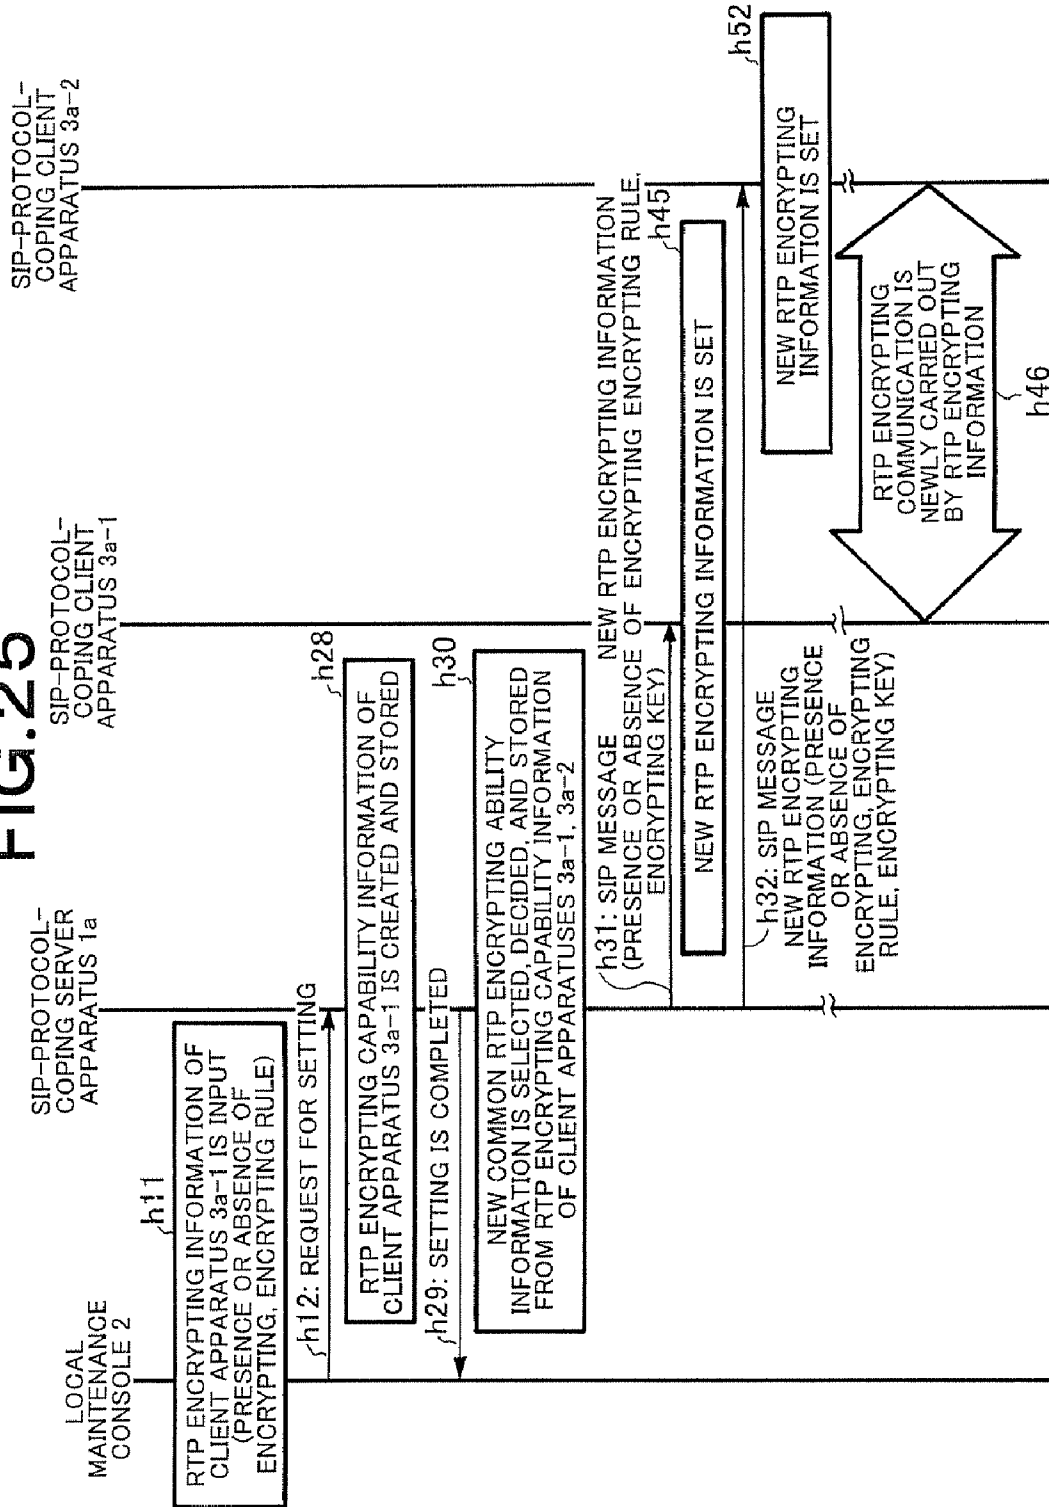 FIG.25
LOCAL
MAINTENANCE
CONSOLE 2
SIP-PROTOCOL-
COPING SERVER
APPARATUS 1a
SIP-PROTOCOL-
COPING CLIENT
APPARATUS 3a-1
SIP-PROTOCOL-
COPING CLIENT
APPARATUS 3a-2
h11
RTP ENCRYPTING INFORMATION OF
CLIENT APPARATUS 3a-1 IS INPUT
(PRESENCE OR ABSENCE OF
ENCRYPTING, ENCRYPTING RULE)
h12: REQUEST FOR SETTING
h28
RTP ENCRYPTING CAPABILITY INFORMATION OF
CLIENT APPARATUS 3a-1 IS CREATED AND STORED
h29: SETTING IS COMPLETED
h30
NEW COMMON RTP ENCRYPTING ABILITY
INFORMATION IS SELECTED, DECIDED, AND STORED
FROM RTP ENCRYPTING CAPABILITY INFORMATION
OF CLIENT APPARATUSES 3a-1, 3a-2
h31: SIP MESSAGE NEW RTP ENCRYPTING INFORMATION
(PRESENCE OR ABSENCE OF ENCRYPTING ENCRYPTING RULE,
ENCRYPTING KEY)
h45
NEW RTP ENCRYPTING INFORMATION IS SET
h32: SIP MESSAGE
NEW RTP ENCRYPTING
INFORMATION (PRESENCE
OR ABSENCE OF
ENCRYPTING, ENCRYPTING
RULE, ENCRYPTING KEY)
h52
NEW RTP ENCRYPTING
INFORMATION IS SET
RTP ENCRYPTING
COMMUNICATION IS
NEWLY CARRIED OUT
BY RTP ENCRYPTING
INFORMATION
h46